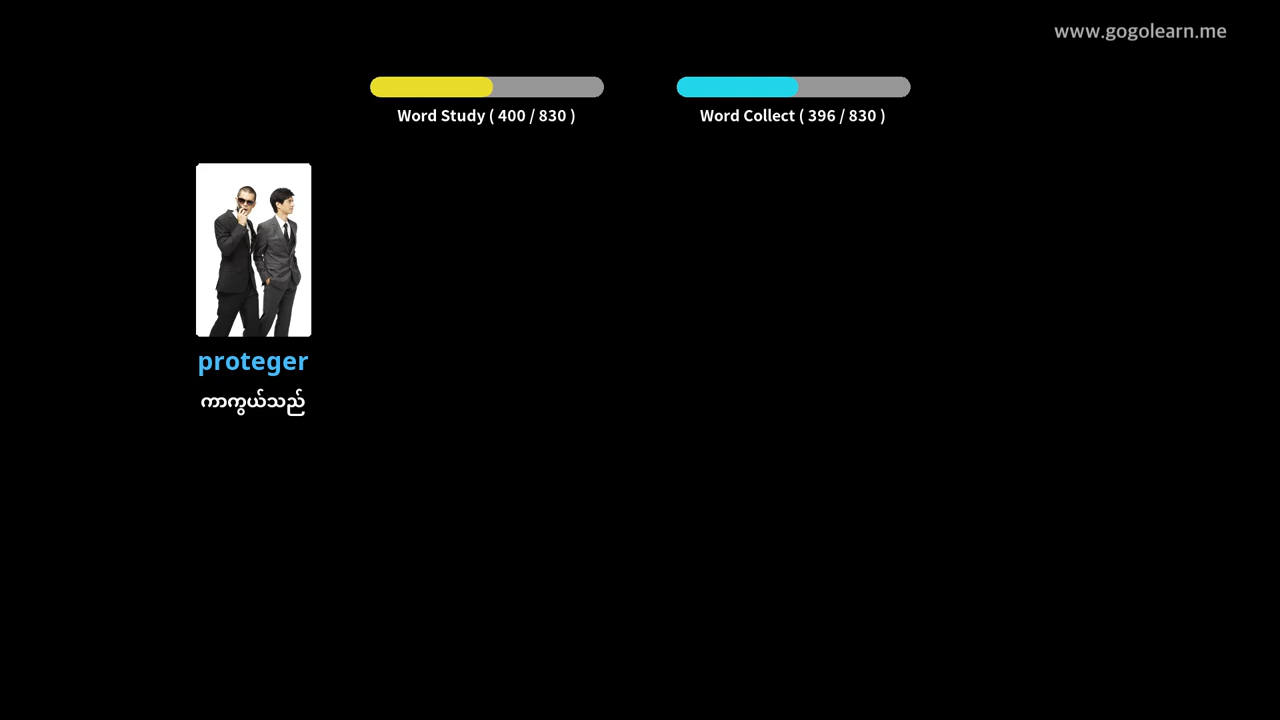 www.gogolearn.me
Word Study ( 400 / 830 )
Word Collect ( 396 / 830 )
proteger
ကာကွယ်သည်